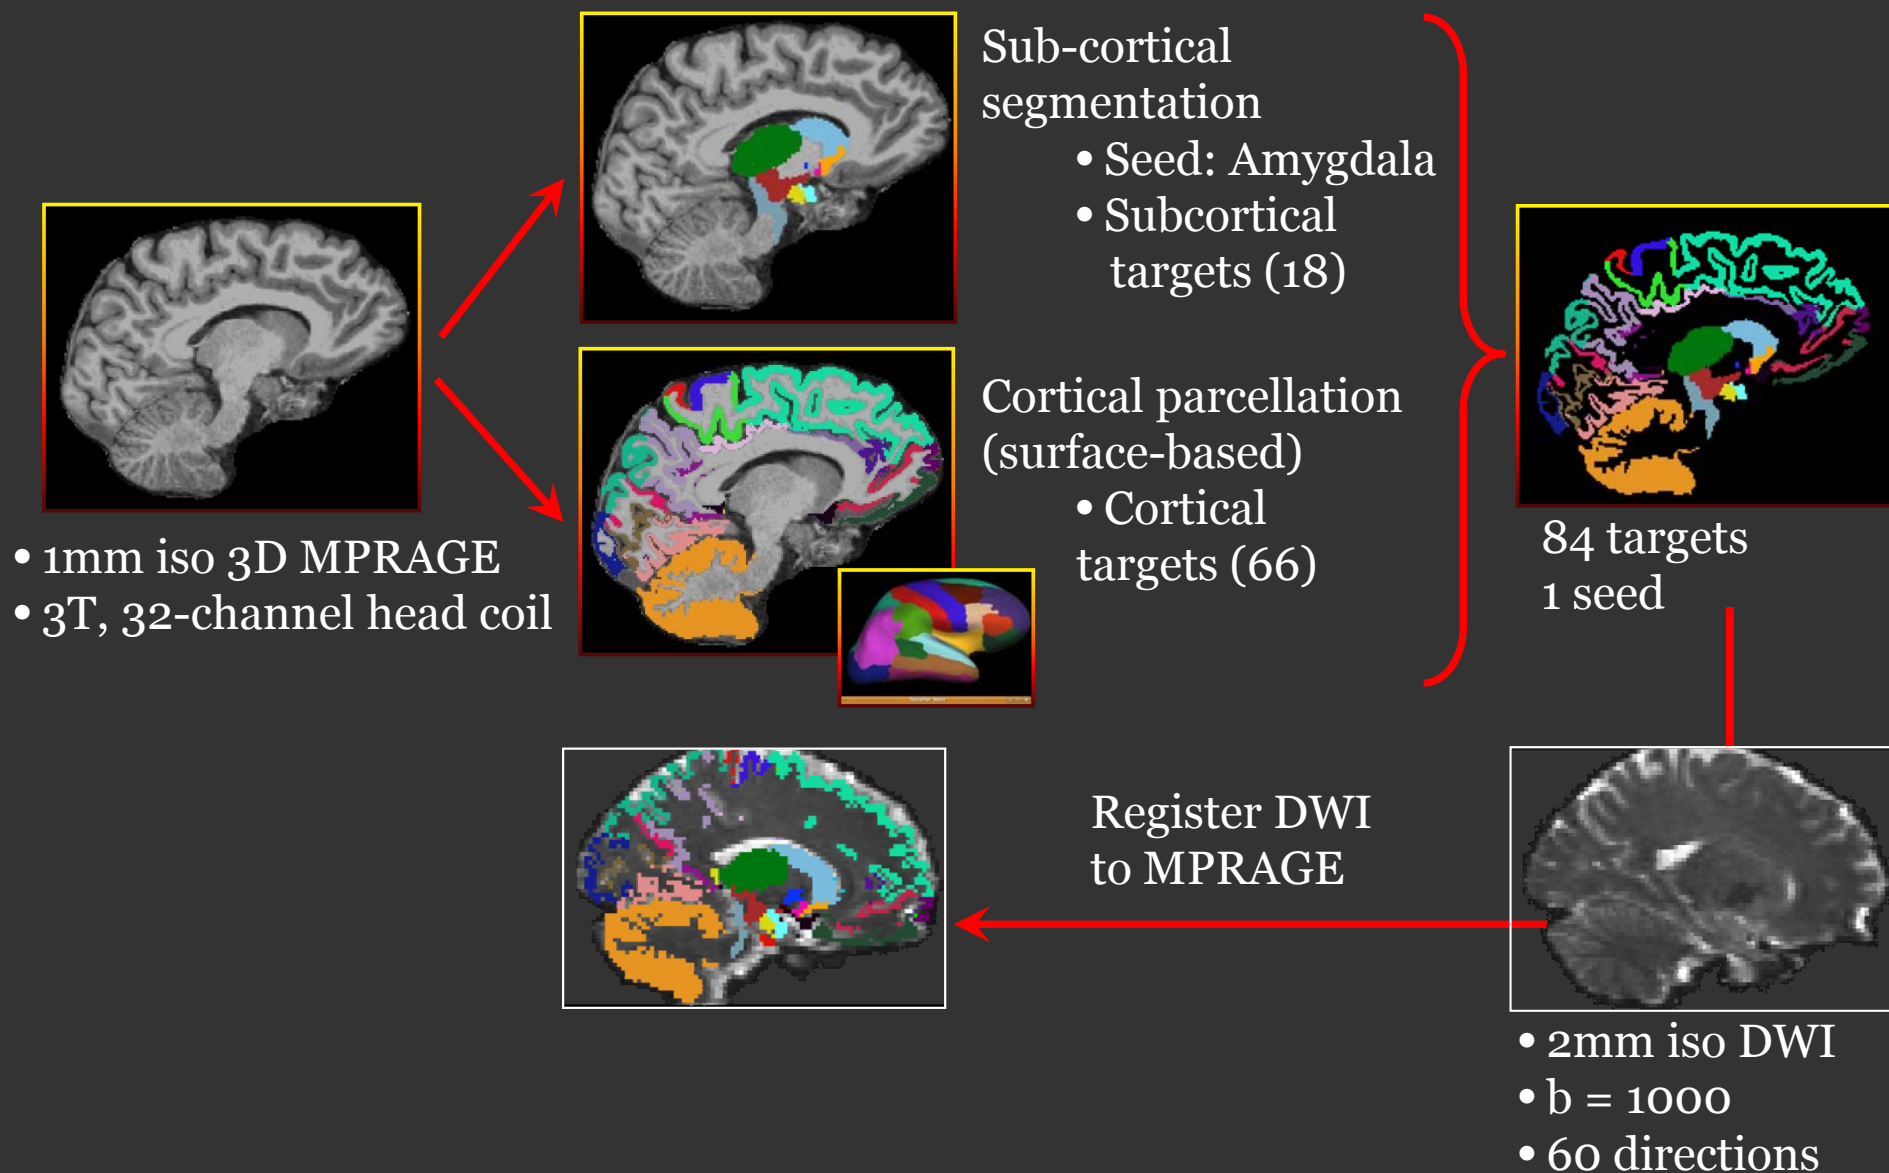 Sub-cortical
segmentation
• Seed: Amygdala
• Subcortical
targets (18)
• 1mm iso 3D MPRAGE
• 3T, 32-channel head coil
Cortical parcellation
(surface-based)
• Cortical
targets (66)
84 targets
1 seed
Register DWI
to MPRAGE
• 2mm iso DWI
• b = 1000
• 60 directions